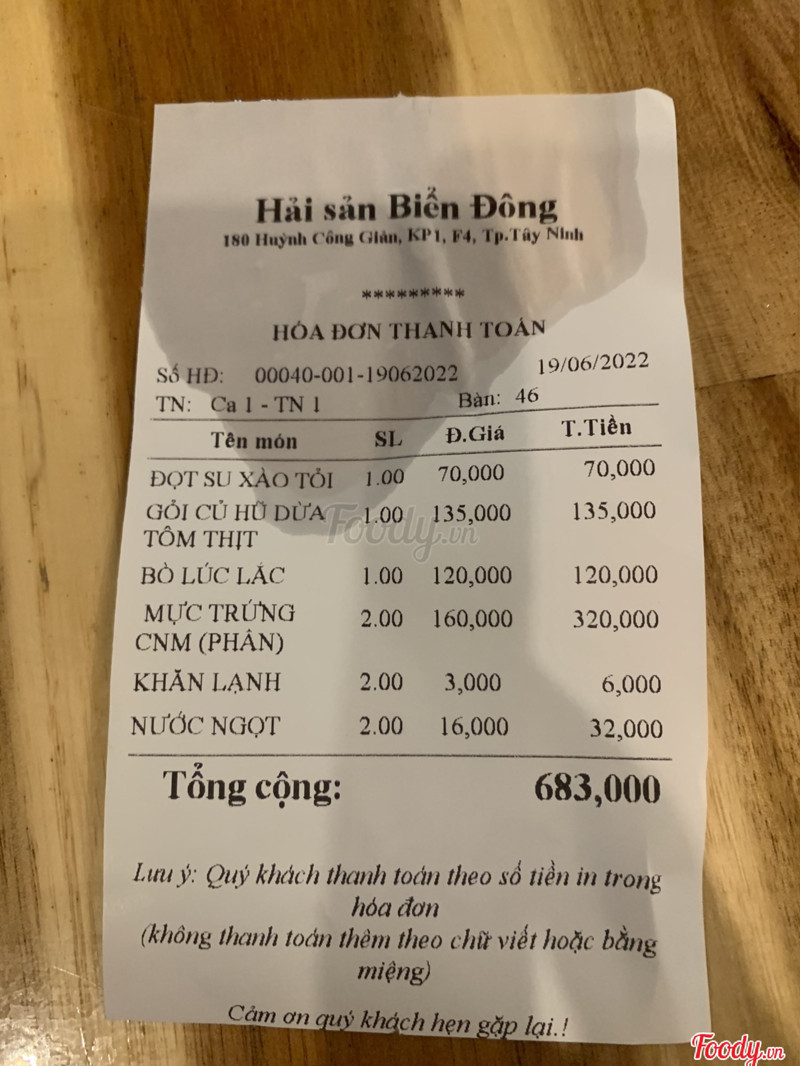 Hải sản Biển Đông
180 Huỳnh Công Giản, KP1, F4, Tp.Tây Ninh
*********
HÓA ĐƠN THANH TOÁN
Số HĐ: 00040-001-19062022 19/06/2022
TN: Ca 1 - TN 1 Bàn: 46
Tên món SL Đ.Giá T.Tiền
ĐỌT SU XÀO TỎI 1.00 70,000 70,000
GỎI CỦ HŨ DỪA 1.00 135,000 135,000
TÔM THỊT
BÒ LÚC LẮC 1.00 120,000 120,000
MỰC TRỨNG 2.00 160,000 320,000
CNM (PHẦN)
KHĂN LẠNH 2.00 3,000 6,000
NƯỚC NGỌT 2.00 16,000 32,000
Tổng cộng: 683,000
Lưu ý: Quý khách thanh toán theo số tiền in trong
hóa đơn
(không thanh toán thêm theo chữ viết hoặc bằng
miệng)
Cảm ơn quý khách hẹn gặp lại.!
Foody.vn
Foody.vn